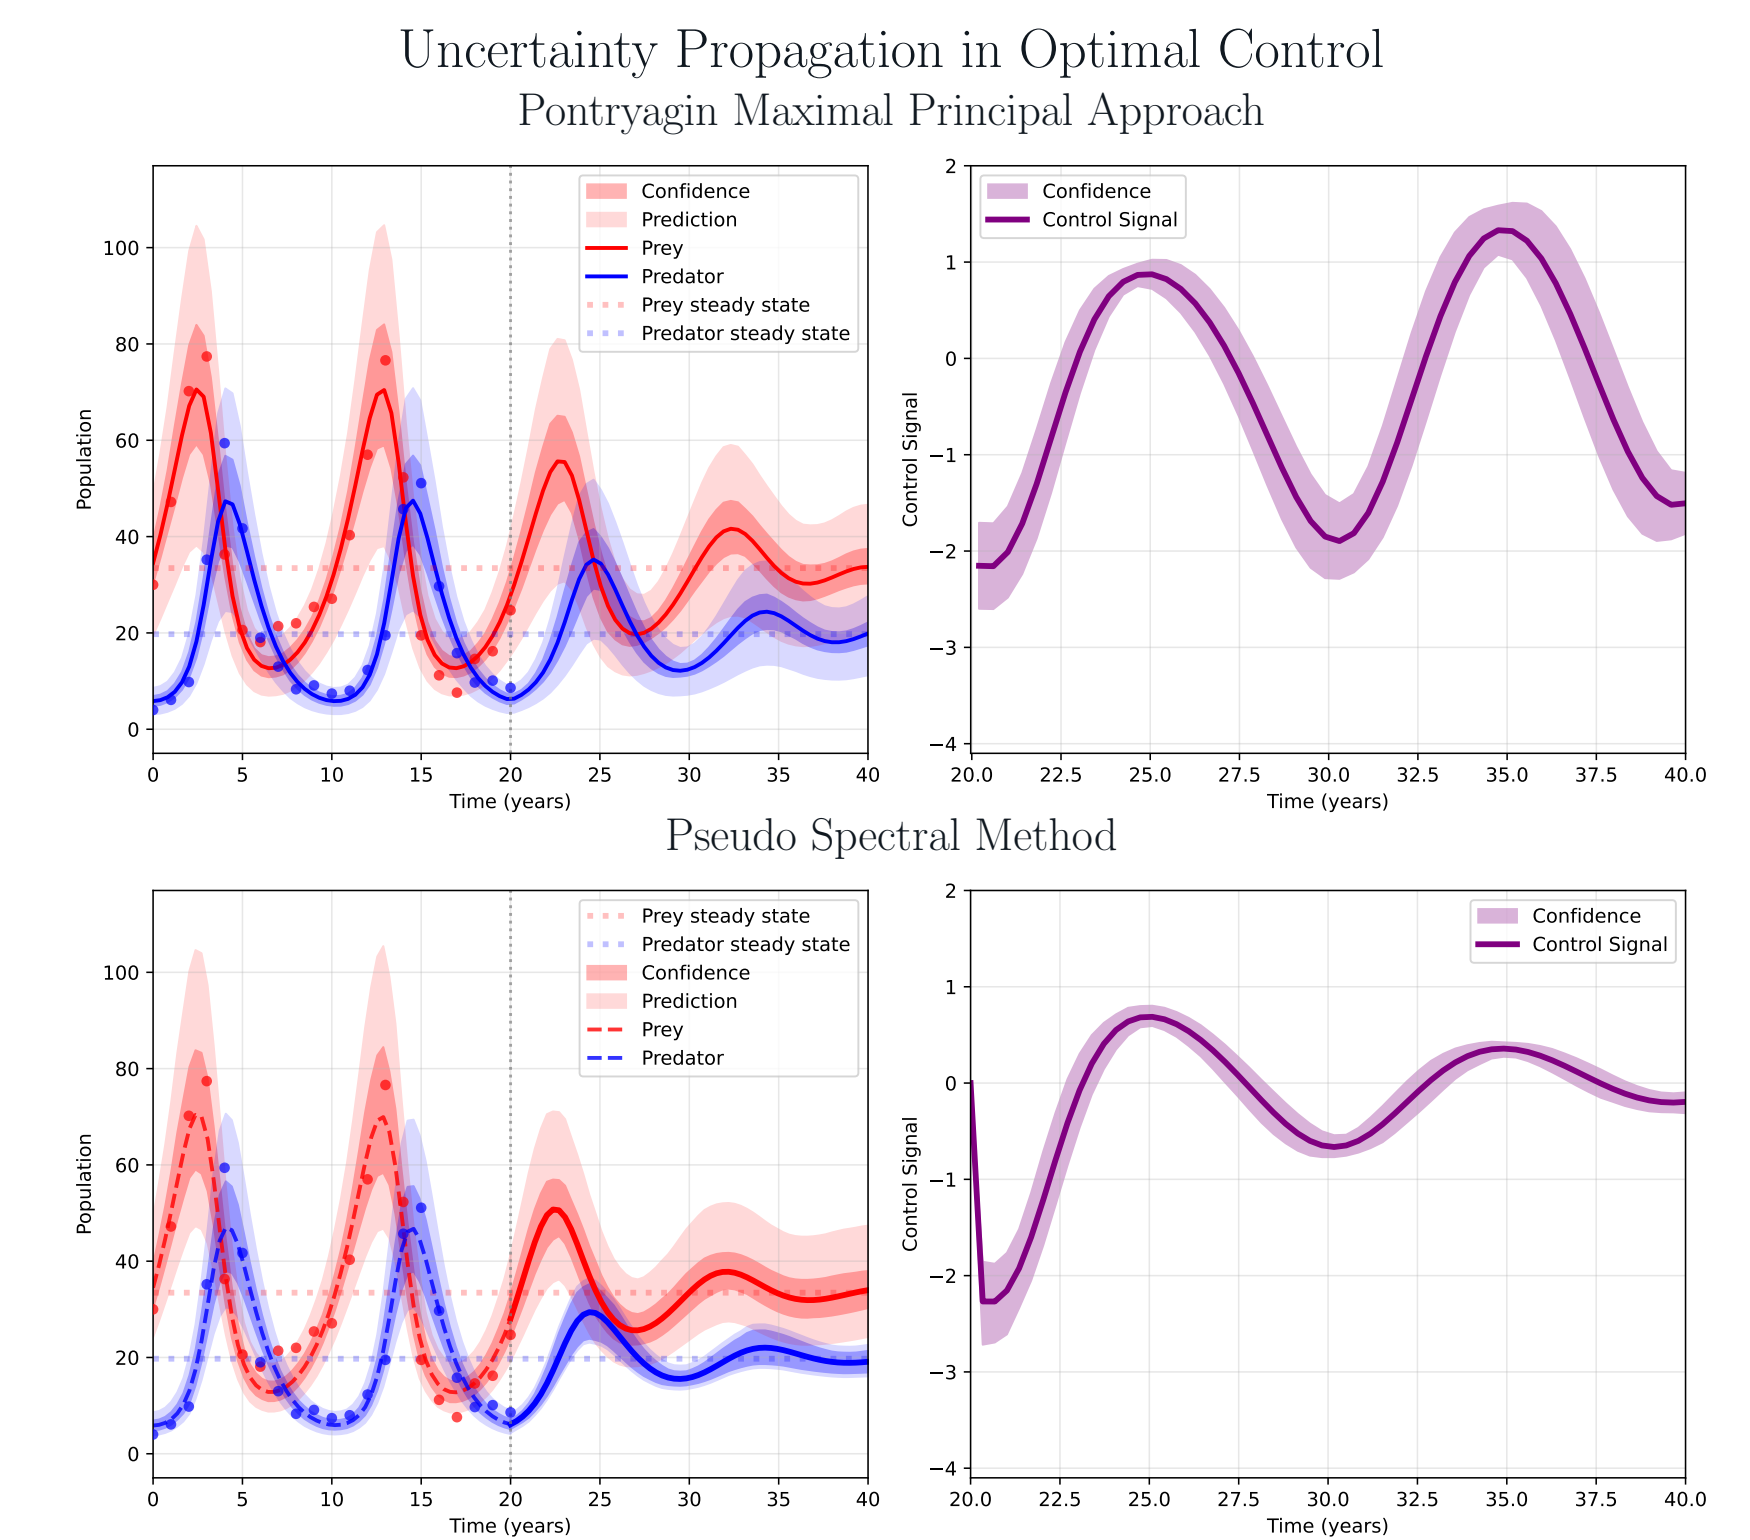 Uncertainty Propagation in Optimal Control
Pontryagin Maximal Principal Approach
Confidence
Prediction
Prey
Predator
Prey steady state
Predator steady state
100
80
60
40
20
0
Population
0 5 10 15 20 25 30 35 40
Time (years)
Confidence
Control Signal
2
1
0
−1
−2
−3
−4
Control Signal
20.0 22.5 25.0 27.5 30.0 32.5 35.0 37.5 40.0
Time (years)
Pseudo Spectral Method
Prey steady state
Predator steady state
Confidence
Prediction
Prey
Predator
100
80
60
40
20
0
Population
0 5 10 15 20 25 30 35 40
Time (years)
Confidence
Control Signal
2
1
0
−1
−2
−3
−4
Control Signal
20.0 22.5 25.0 27.5 30.0 32.5 35.0 37.5 40.0
Time (years)